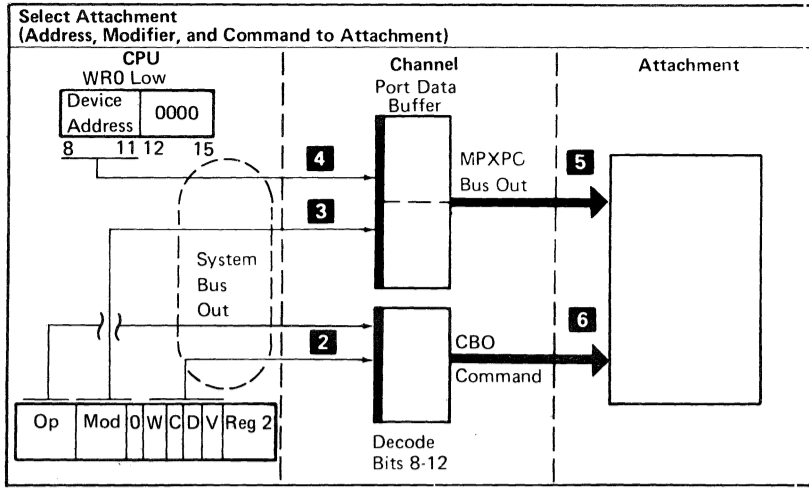 Select Attachment
(Address, Modifier, and Command to Attachment)
CPU
WR0 Low
Device
Address
0000
8 11 12 15
Channel
Port Data
Buffer
Attachment
4
MPXPC
Bus Out
5
3
System
Bus
Out
2
CBO
Command
6
Op Mod 0 W C D V Reg 2
Decode
Bits 8-12